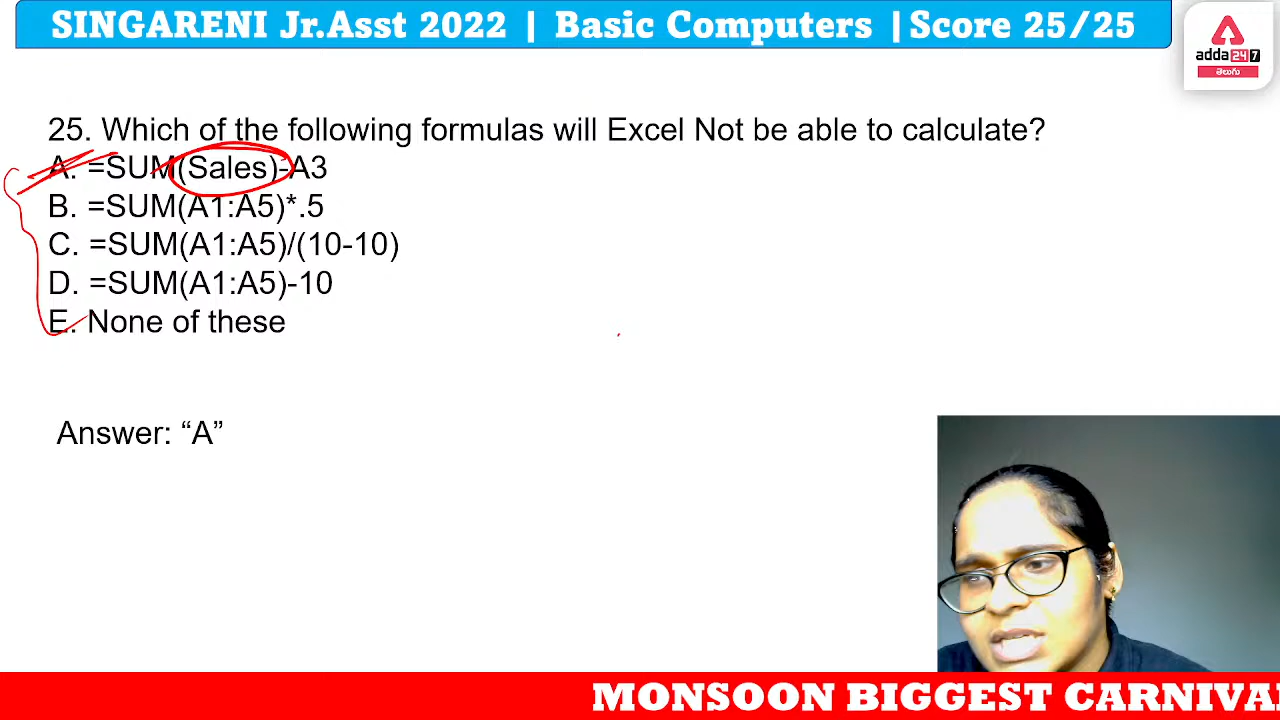 SINGARENI Jr.Asst 2022 | Basic Computers |Score 25/25
adda247
తెలుగు
25. Which of the following formulas will Excel Not be able to calculate?
A. =SUM(Sales)-A3
B. =SUM(A1:A5)*.5
C. =SUM(A1:A5)/(10-10)
D. =SUM(A1:A5)-10
E. None of these
Answer: “A”
MONSOON BIGGEST CARNIVA